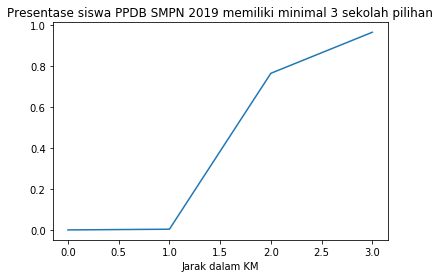 Presentase siswa PPDB SMPN 2019 memiliki minimal 3 sekolah pilihan
1.0
0.8
0.6
0.4
0.2
0.0
0.0 0.5 1.0 1.5 2.0 2.5 3.0
Jarak dalam KM